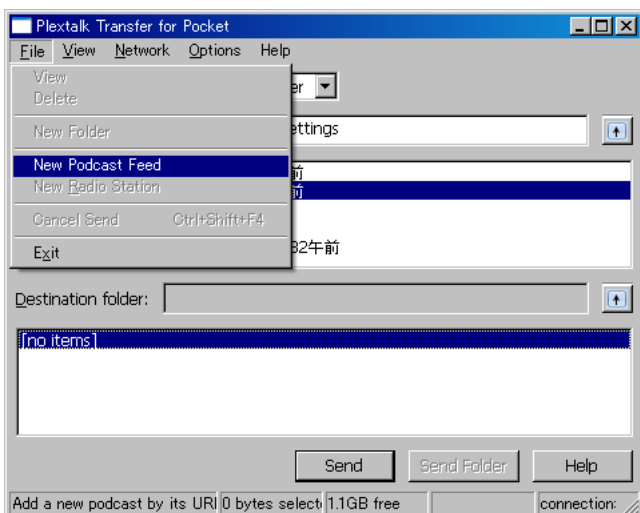 Plextalk Transfer for Pocket
File View Network Options Help
View
er
Delete
New Folder
ettings
New Podcast Feed
前
New Radio Station
前
Cancel Send Ctrl+Shift+F4
Exit
32午前
Destination folder:
[no items]
Send Send Folder Help
Add a new podcast by its URI 0 bytes select 1.1GB free connection: